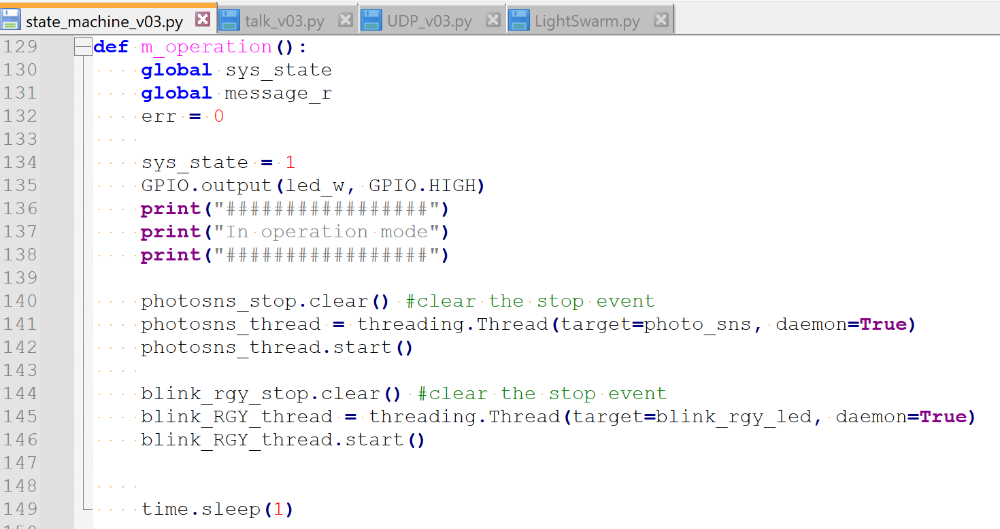 state_machine_v03.py talk_v03.py UDP_v03.py LightSwarm.py
129 def m_operation():
130 global sys_state
131 global message_r
132 err = 0
133
134 sys_state = 1
135 GPIO.output(led_w, GPIO.HIGH)
136 print("#################")
137 print("In operation mode")
138 print("#################")
139
140 photosns_stop.clear() #clear the stop event
141 photosns_thread = threading.Thread(target=photo_sns, daemon=True)
142 photosns_thread.start()
143
144 blink_rgy_stop.clear() #clear the stop event
145 blink_RGY_thread = threading.Thread(target=blink_rgy_led, daemon=True)
146 blink_RGY_thread.start()
147
148
149 time.sleep(1)